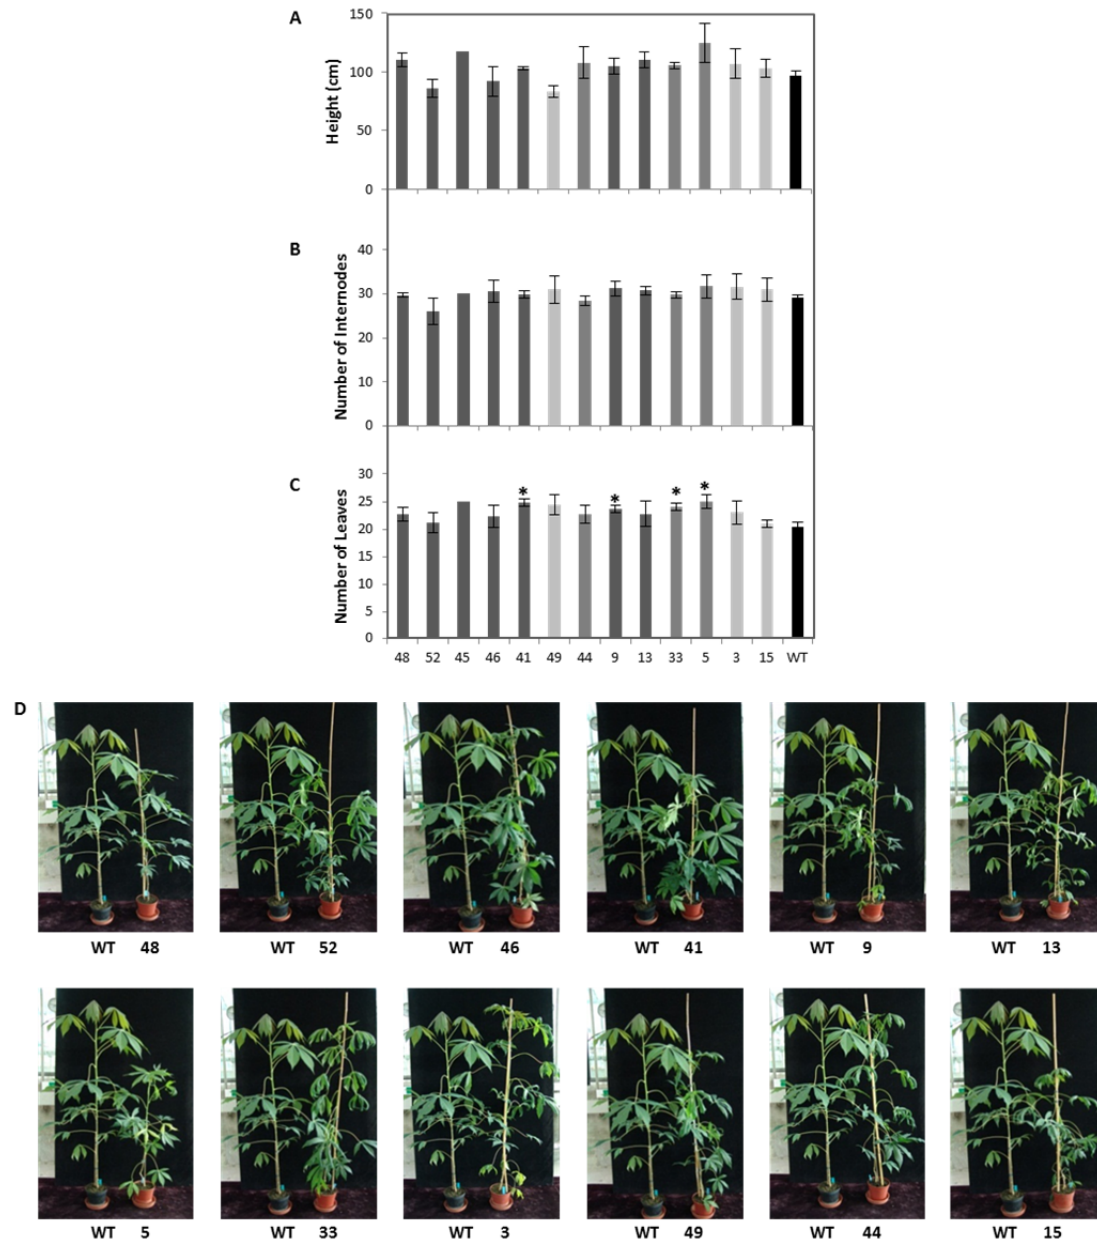 A
Height (cm)
150
100
50
0
B
Number of Internodes
40
30
20
10
0
C
Number of Leaves
30
25
20
15
10
5
0
* * * *
48 52 45 46 41 49 44 9 13 33 5 3 15 WT
D
WT 48 WT 52 WT 46 WT 41 WT 9 WT 13
WT 5 WT 33 WT 3 WT 49 WT 44 WT 15